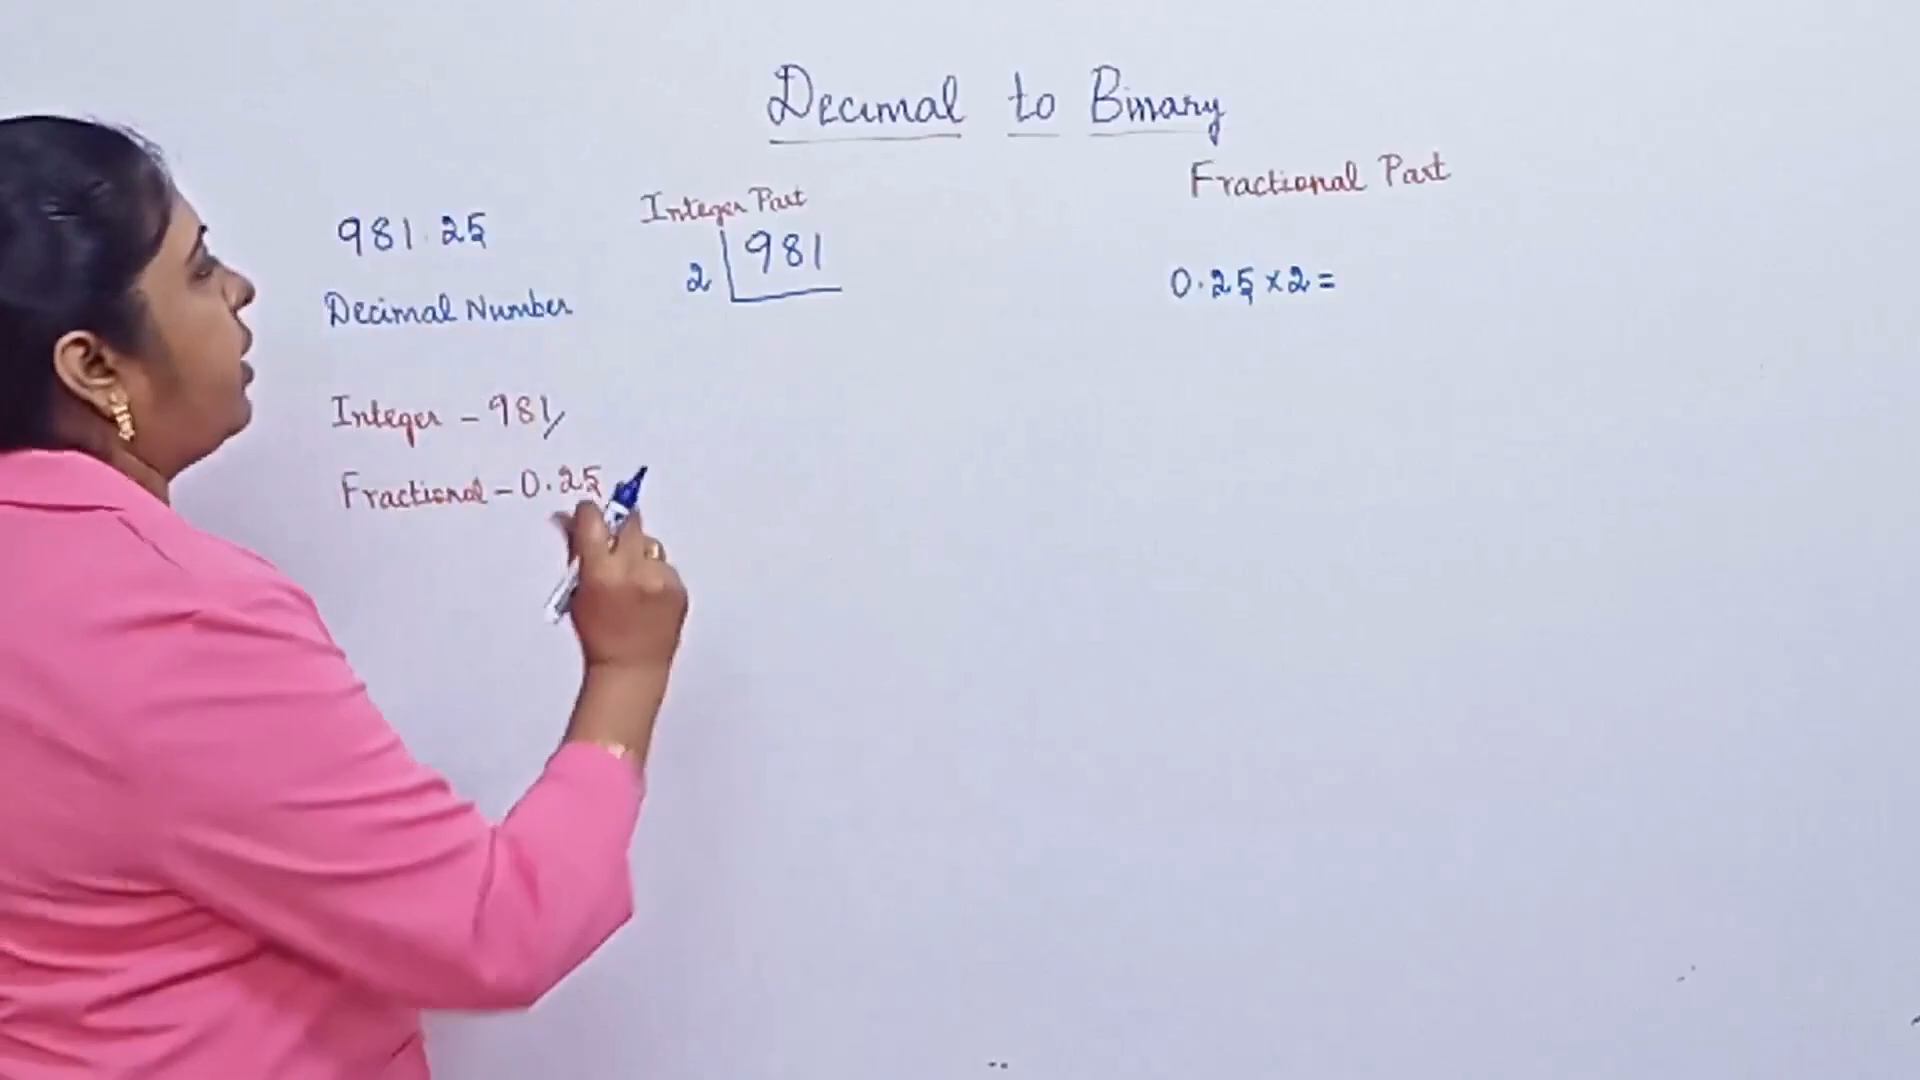 Decimal to Binary
981.25
Decimal Number
Integer - 981/
Fractional - 0.25
Integer Part
2 981
Fractional Part
0.25 x 2 =